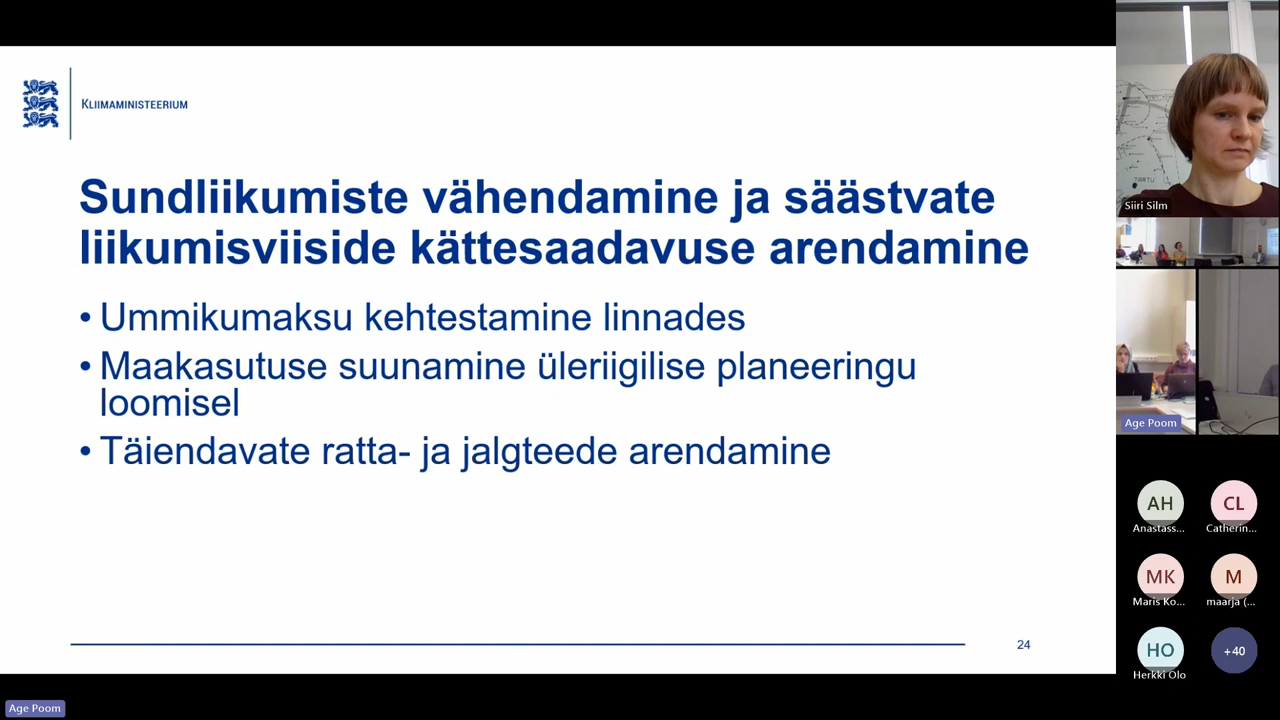 KLIIMAMINISTEERIUM
Sundliikumiste vähendamine ja säästvate
liikumisviiside kättesaadavuse arendamine
• Ummikumaksu kehtestamine linnades
• Maakasutuse suunamine üleriigilise planeeringu
loomisel
• Täiendavate ratta- ja jalgteede arendamine
24
Age Poom
TARTU
Siiri Silm
Age Poom
AH
Anastass...
CL
Catherin...
MK
Maris Ko...
M
maarja (...
HO
Herkki Olo
+40